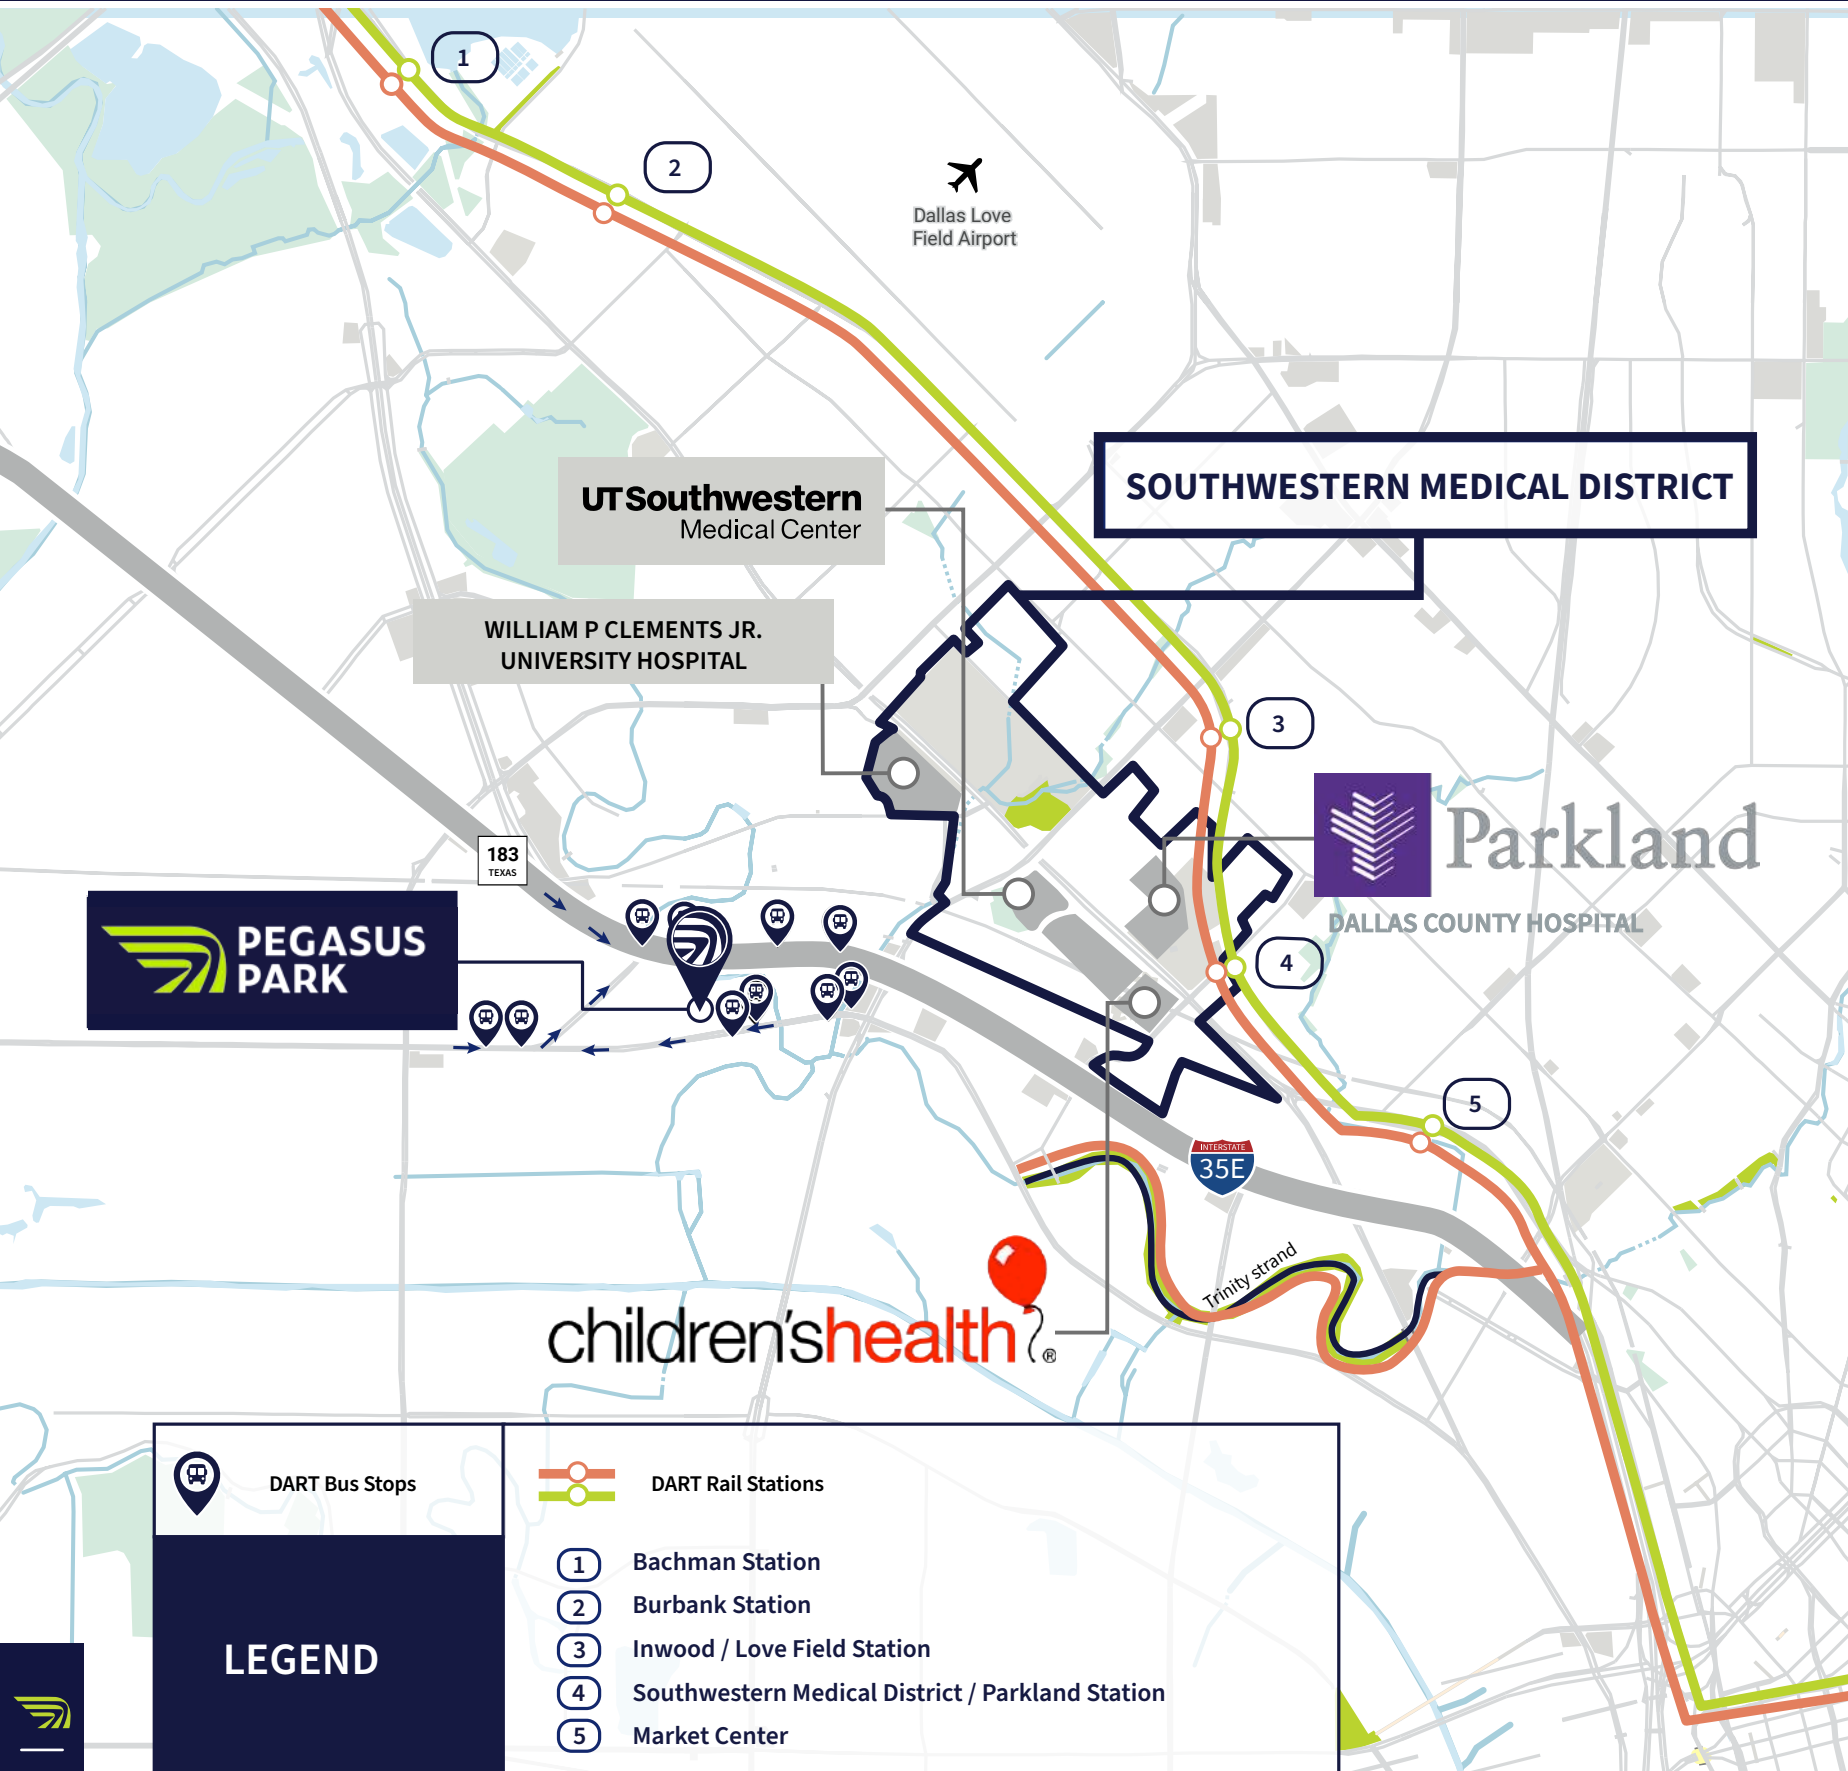 1
2
Dallas Love
Field Airport
SOUTHWESTERN MEDICAL DISTRICT
UT Southwestern
Medical Center
WILLIAM P CLEMENTS JR.
UNIVERSITY HOSPITAL
3
Parkland
DALLAS COUNTY HOSPITAL
183
TEXAS
PEGASUS
PARK
4
5
INTERSTATE
35E
Trinity strand
children'shealth
®
DART Bus Stops
DART Rail Stations
LEGEND
1 Bachman Station
2 Burbank Station
3 Inwood / Love Field Station
4 Southwestern Medical District / Parkland Station
5 Market Center